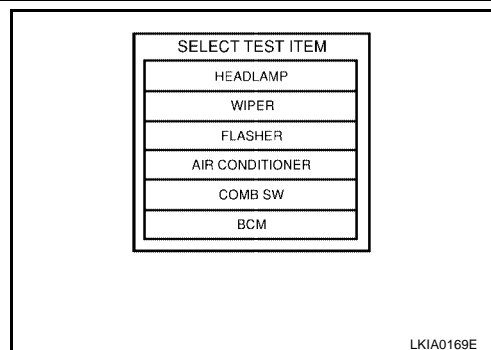 SELECT TEST ITEM
HEADLAMP
WIPER
FLASHER
AIR CONDITIONER
COMB SW
BCM
LKIA0169E